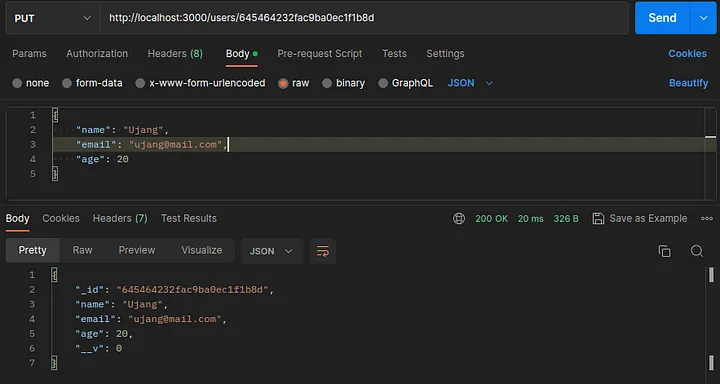 PUT http://localhost:3000/users/645464232fac9ba0ec1f1b8d Send
Params Authorization Headers (8) Body Pre-request Script Tests Settings Cookies
none form-data x-www-form-urlencoded raw binary GraphQL JSON Beautify
1 {
2 "name": "Ujang",
3 "email": "ujang@mail.com",
4 "age": 20
5 }
Body Cookies Headers (7) Test Results 200 OK 20 ms 326 B Save as Example
Pretty Raw Preview Visualize JSON
1 {
2 "_id": "645464232fac9ba0ec1f1b8d",
3 "name": "Ujang",
4 "email": "ujang@mail.com",
5 "age": 20,
6 "__v": 0
7 }